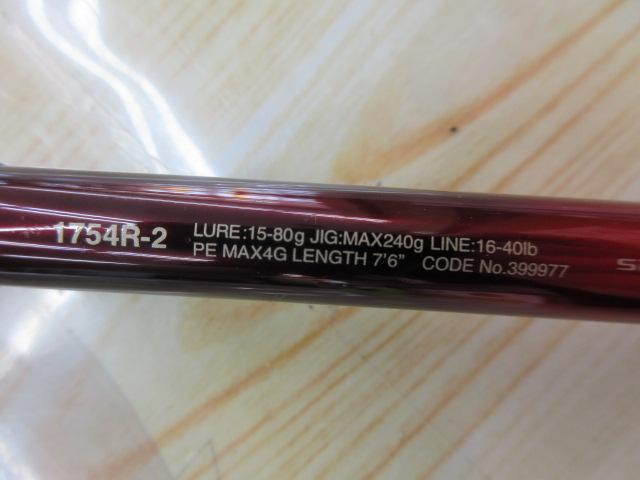 1754R-2 LURE:15-80g JIG:MAX240g LINE:16-40lb
PE MAX4G LENGTH 7'6" CODE No.399977